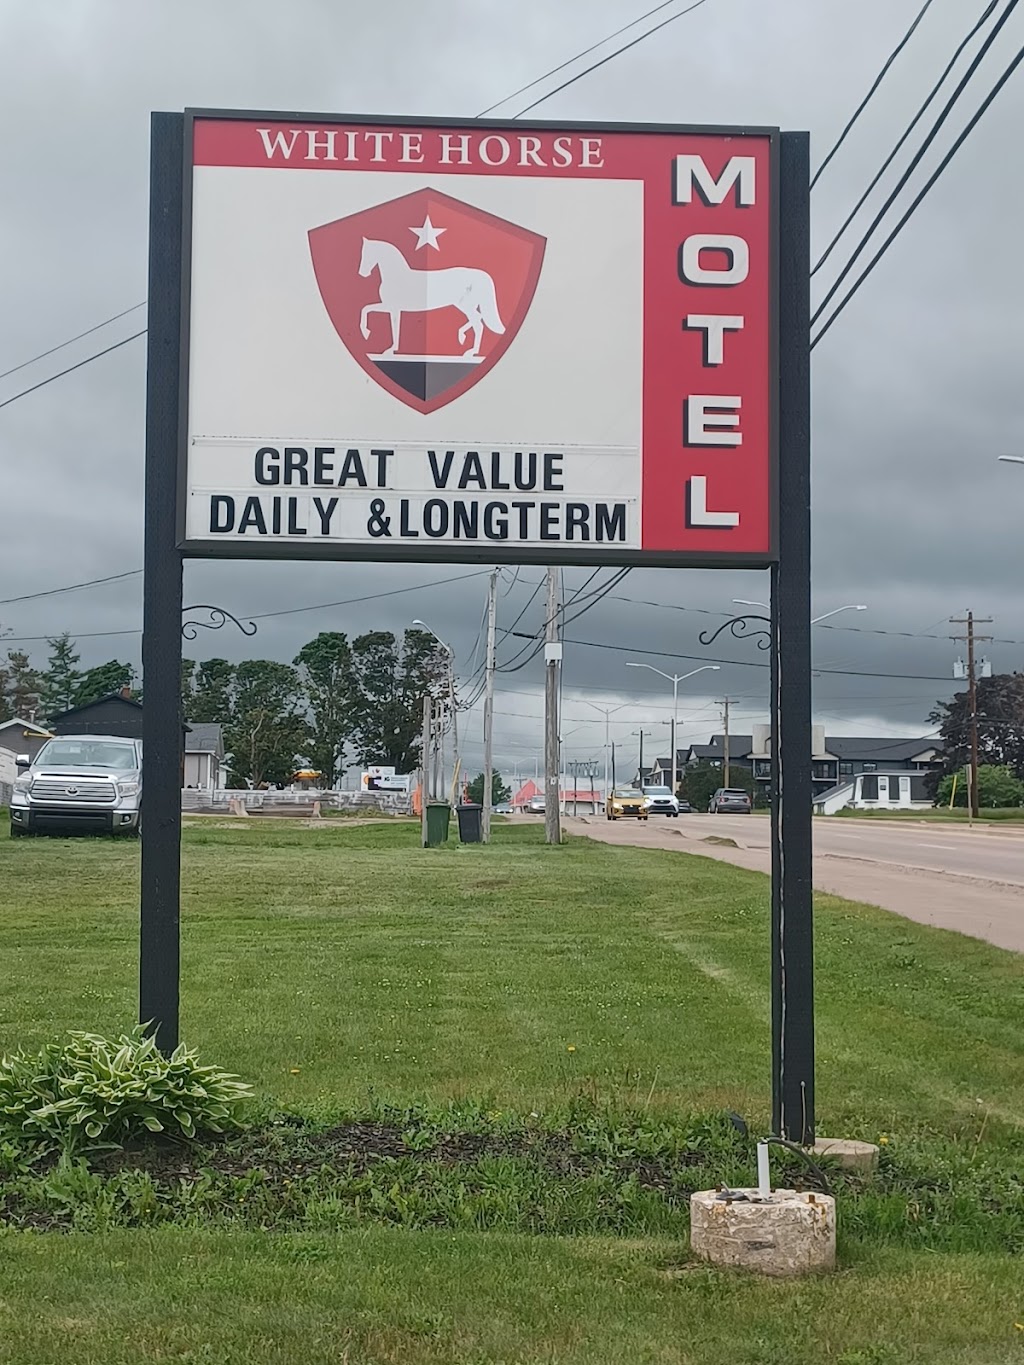 WHITE HORSE
MOTEL
GREAT VALUE
DAILY &LONGTERM